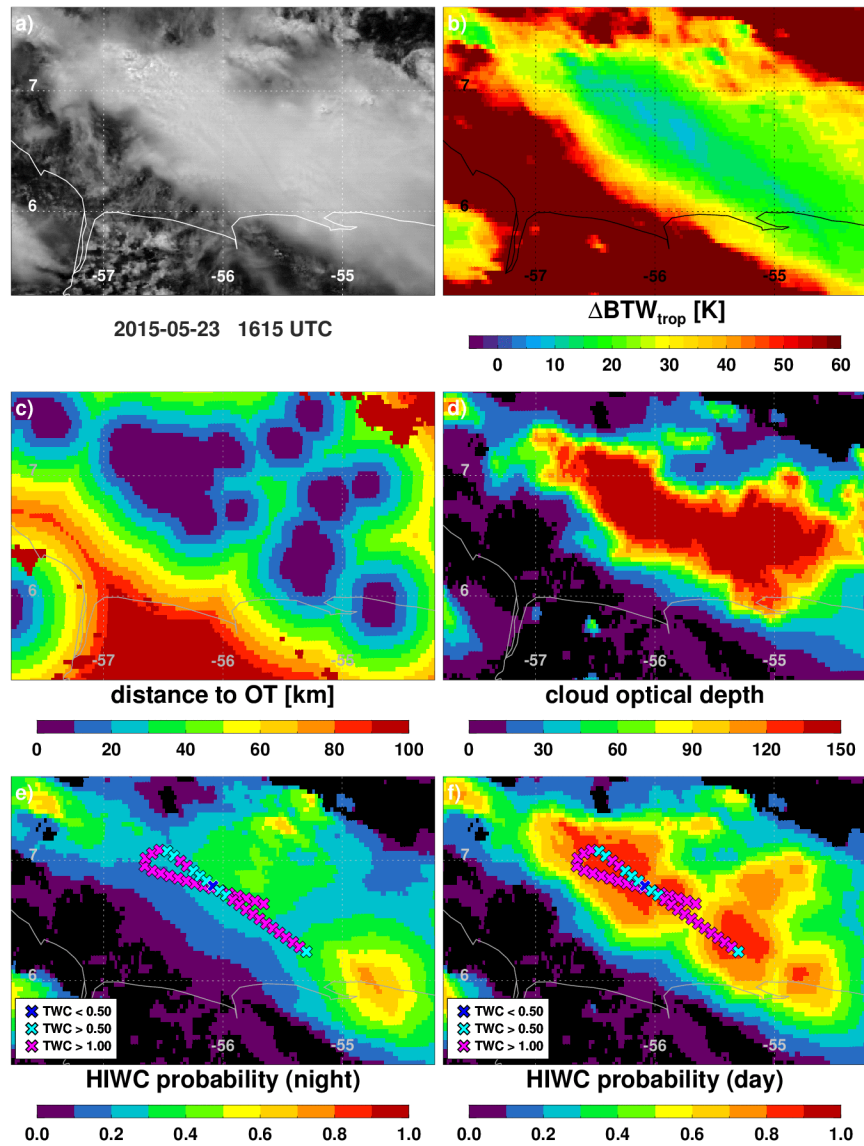 a)
7
6
-57
-56
-55
2015-05-23 1615 UTC
b)
7
6
-57
-56
-55
ΔBTWtrop [K]
0 10 20 30 40 50 60
c)
7
6
-57
-56
-54
distance to OT [km]
0 20 40 60 80 100
d)
7
6
-57
-56
-55
cloud optical depth
0 30 60 90 120 150
e)
7
6
-56
-55
TWC < 0.50
TWC > 0.50
TWC > 1.00
HIWC probability (night)
0.0 0.2 0.4 0.6 0.8 1.0
f)
7
6
-56
-55
TWC < 0.50
TWC > 0.50
TWC > 1.00
HIWC probability (day)
0.0 0.2 0.4 0.6 0.8 1.0